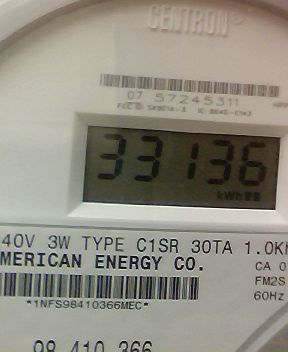 CENTRON®
07 57245311
33136
kWh
40V 3W TYPE C1SR 30TA 1.0Kh
MERICAN ENERGY CO.
CA 0
FM2S
*1NFS98410366MEC*
60Hz
98 410 366